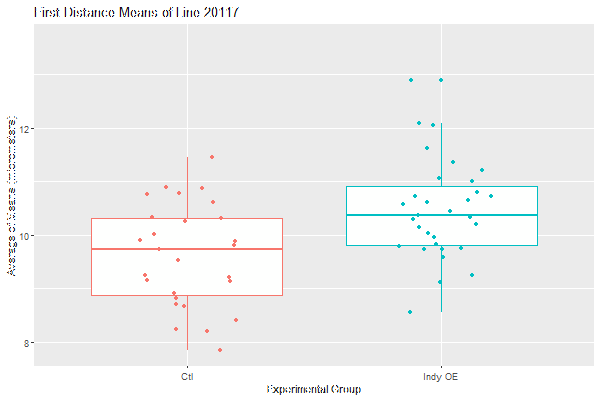 First Distance Means of Line 20117
Average of Means (micrometers)
12
10
8
Ctl
Indy OE
Experimental Group